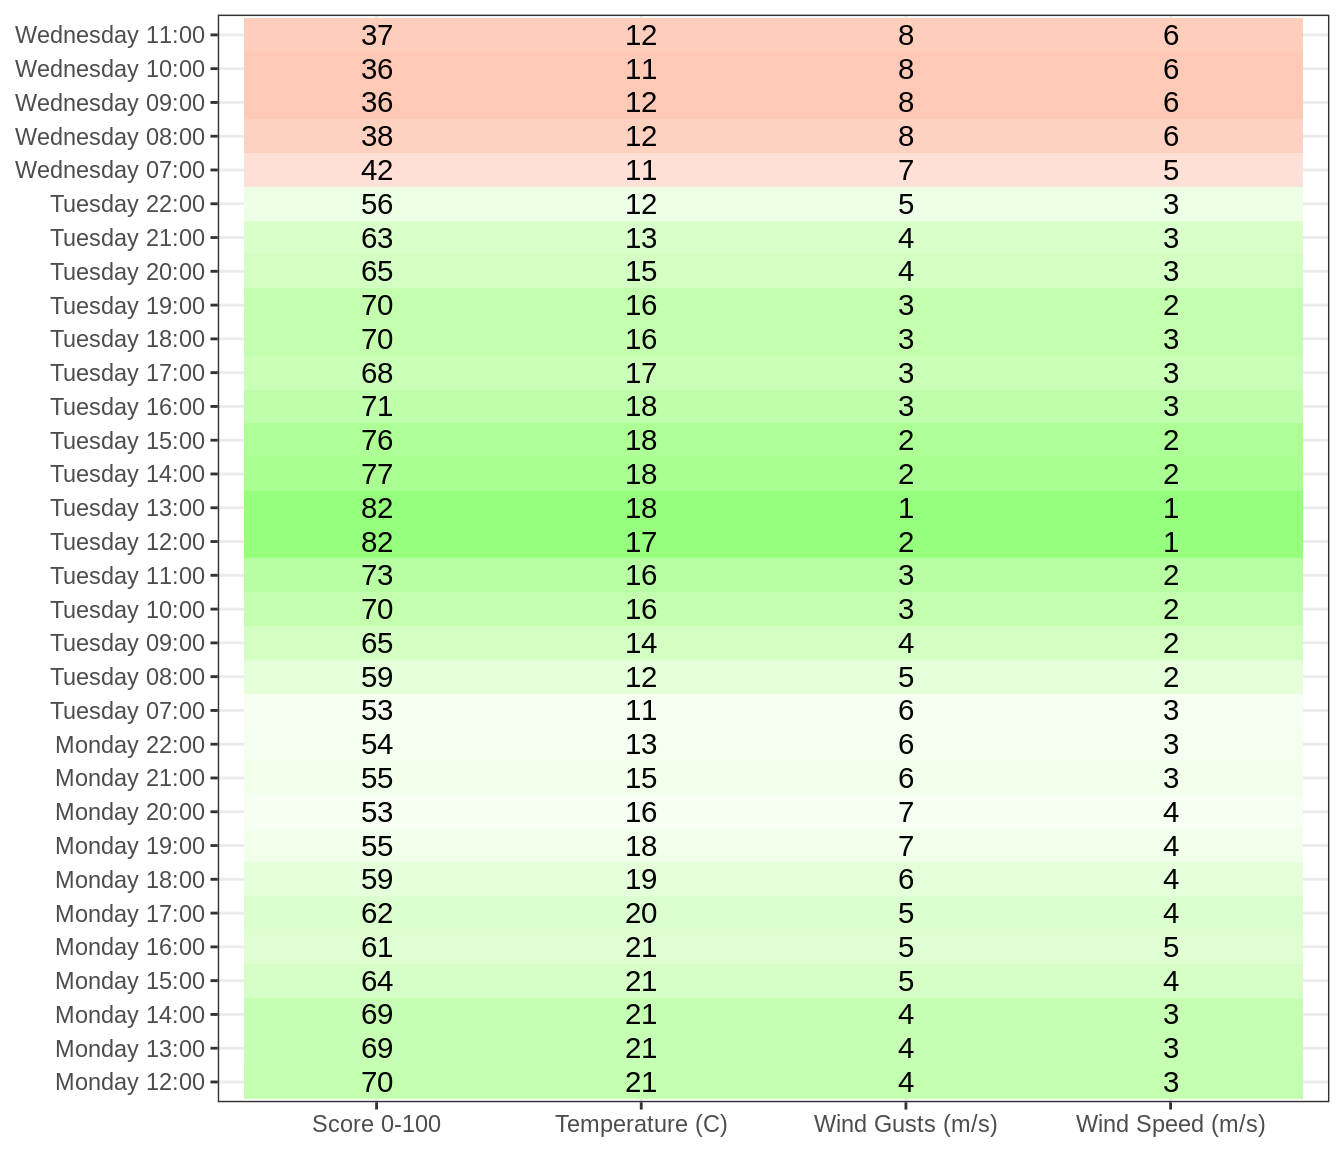 Wednesday 11:00 37 12 8 6
Wednesday 10:00 36 11 8 6
Wednesday 09:00 36 12 8 6
Wednesday 08:00 38 12 8 6
Wednesday 07:00 42 11 7 5
Tuesday 22:00 56 12 5 3
Tuesday 21:00 63 13 4 3
Tuesday 20:00 65 15 4 3
Tuesday 19:00 70 16 3 2
Tuesday 18:00 70 16 3 3
Tuesday 17:00 68 17 3 3
Tuesday 16:00 71 18 3 3
Tuesday 15:00 76 18 2 2
Tuesday 14:00 77 18 2 2
Tuesday 13:00 82 18 1 1
Tuesday 12:00 82 17 2 1
Tuesday 11:00 73 16 3 2
Tuesday 10:00 70 16 3 2
Tuesday 09:00 65 14 4 2
Tuesday 08:00 59 12 5 2
Tuesday 07:00 53 11 6 3
Monday 22:00 54 13 6 3
Monday 21:00 55 15 6 3
Monday 20:00 53 16 7 4
Monday 19:00 55 18 7 4
Monday 18:00 59 19 6 4
Monday 17:00 62 20 5 4
Monday 16:00 61 21 5 5
Monday 15:00 64 21 5 4
Monday 14:00 69 21 4 3
Monday 13:00 69 21 4 3
Monday 12:00 70 21 4 3
Score 0-100 Temperature (C) Wind Gusts (m/s) Wind Speed (m/s)